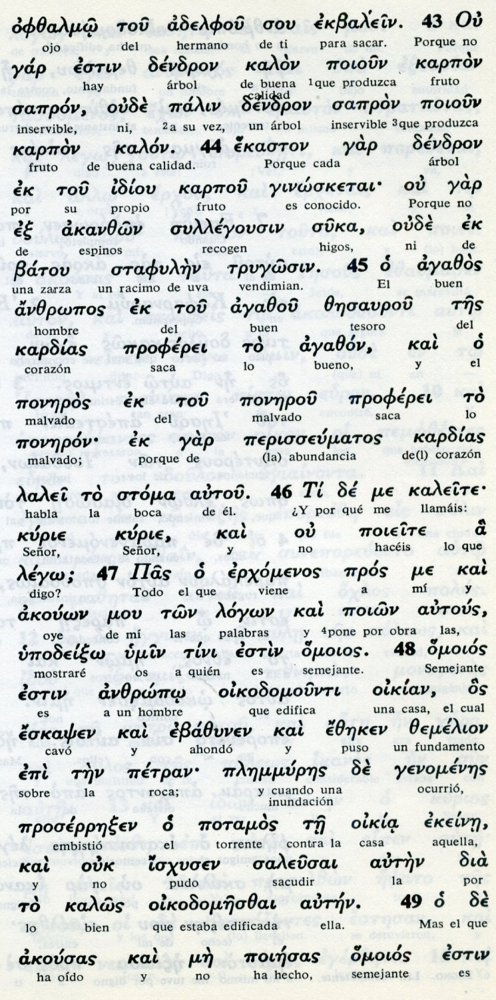 ὀφθαλμῷ τοῦ ἀδελφοῦ σου ἐκβαλεῖν. 43 Οὐ
ojo del hermano de ti para sacar. Porque no
γάρ ἐστιν δένδρον καλὸν ποιοῦν καρπὸν
hay árbol de buena calidad 1que produzca fruto
σαπρόν, οὐδὲ πάλιν δένδρον σαπρὸν ποιοῦν
inservible, ni, 2a su vez, un árbol inservible 3que produzca
καρπὸν καλόν. 44 ἕκαστον γὰρ δένδρον
fruto de buena calidad. Porque cada árbol
ἐκ τοῦ ἰδίου καρποῦ γινώσκεται· οὐ γὰρ
por su propio fruto es conocido. Porque no
ἐξ ἀκανθῶν συλλέγουσιν σῦκα, οὐδὲ ἐκ
de espinos recogen higos, ni de
βάτου σταφυλὴν τρυγῶσιν. 45 ὁ ἀγαθὸς
una zarza un racimo de uva vendimian. El buen
ἄνθρωπος ἐκ τοῦ ἀγαθοῦ θησαυροῦ τῆς
hombre del buen tesoro del
καρδίας προφέρει τὸ ἀγαθόν, καὶ ὁ
corazón saca lo bueno, y el
πονηρὸς ἐκ τοῦ πονηροῦ προφέρει τὸ
malvado del malvado saca lo
πονηρόν· ἐκ γὰρ περισσεύματος καρδίας
malvado; porque de (la) abundancia de(l) corazón
λαλεῖ τὸ στόμα αὐτοῦ. 46 Τί δέ με καλεῖτε·
habla la boca de él. ¿Y por qué me llamáis:
κύριε κύριε, καὶ οὐ ποιεῖτε ἃ
Señor, Señor, y no hacéis lo que
λέγω; 47 Πᾶς ὁ ἐρχόμενος πρός με καὶ
digo? Todo el que viene a mí y
ἀκούων μου τῶν λόγων καὶ ποιῶν αὐτούς,
oye de mí las palabras y 4pone por obra las,
ὑποδείξω ὑμῖν τίνι ἐστὶν ὅμοιος. 48 ὅμοιός
mostraré os a quién es semejante. Semejante
ἐστιν ἀνθρώπῳ οἰκοδομοῦντι οἰκίαν, ὃς
es a un hombre que edifica una casa, el cual
ἔσκαψεν καὶ ἐβάθυνεν καὶ ἔθηκεν θεμέλιον
cavó y ahondó y puso un fundamento
ἐπὶ τὴν πέτραν· πλημμύρης δὲ γενομένης
sobre la roca; y cuando una inundación ocurrió,
προσέρρηξεν ὁ ποταμὸς τῇ οἰκίᾳ ἐκείνῃ,
embistió el torrente contra la casa aquella,
καὶ οὐκ ἴσχυσεν σαλεῦσαι αὐτὴν διὰ
y no pudo sacudir la por
τὸ καλῶς οἰκοδομῆσθαι αὐτήν. 49 ὁ δὲ
lo bien que estaba edificada ella. Mas el que
ἀκούσας καὶ μὴ ποιήσας ὅμοιός ἐστιν
ha oído y no ha hecho, semejante es